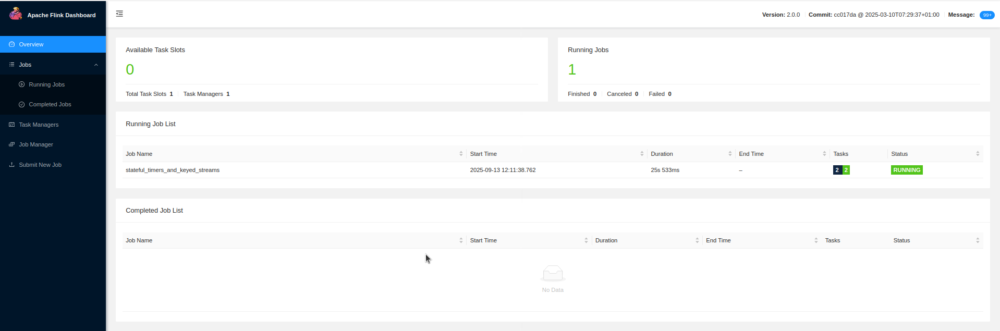 Apache Flink Dashboard
Version: 2.0.0 Commit: cc017da @ 2025-03-10T07:29:37+01:00 Message: 99+
Overview
Jobs
Running Jobs
Completed Jobs
Task Managers
Job Manager
Submit New Job
Available Task Slots
0
Total Task Slots 1 Task Managers 1
Running Jobs
1
Finished 0 Canceled 0 Failed 0
Running Job List
Job Name Start Time Duration End Time Tasks Status
stateful_timers_and_keyed_streams 2025-09-13 12:11:38.762 25s 533ms – 2 2 RUNNING
Completed Job List
Job Name Start Time Duration End Time Tasks Status
No Data